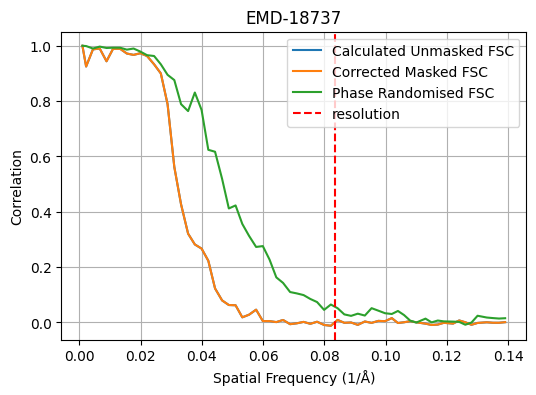 EMD-18737
Calculated Unmasked FSC
Corrected Masked FSC
Phase Randomised FSC
resolution
1.0
0.8
0.6
0.4
0.2
0.0
Correlation
0.00 0.02 0.04 0.06 0.08 0.10 0.12 0.14
Spatial Frequency (1/Å)